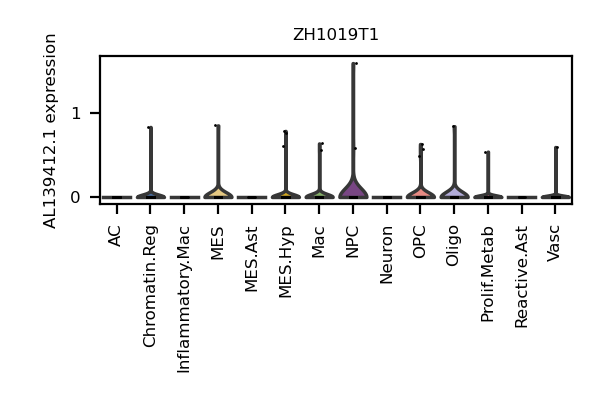 ZH1019T1
AL139412.1 expression
1
0
AC
Chromatin.Reg
Inflammatory.Mac
MES
MES.Ast
MES.Hyp
Mac
NPC
Neuron
OPC
Oligo
Prolif.Metab
Reactive.Ast
Vasc